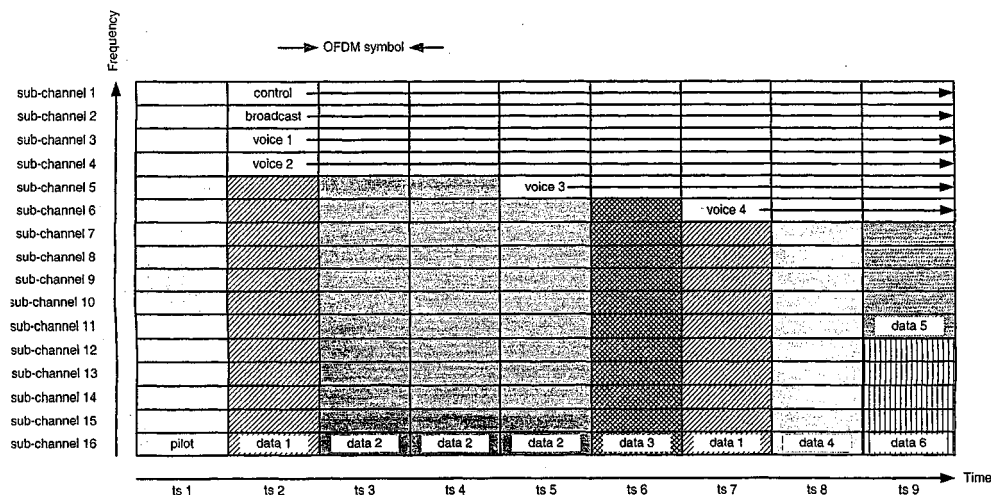 Frequency
OFDM symbol
sub-channel 1
control
sub-channel 2
broadcast
sub-channel 3
voice 1
sub-channel 4
voice 2
sub-channel 5
voice 3
sub-channel 6
voice 4
sub-channel 7
sub-channel 8
sub-channel 9
sub-channel 10
sub-channel 11
data 5
sub-channel 12
sub-channel 13
sub-channel 14
sub-channel 15
sub-channel 16
pilot
data 1
data 2
data 2
data 2
data 3
data 1
data 4
data 6
Time
ts 1
ts 2
ts 3
ts 4
ts 5
ts 6
ts 7
ts 8
ts 9